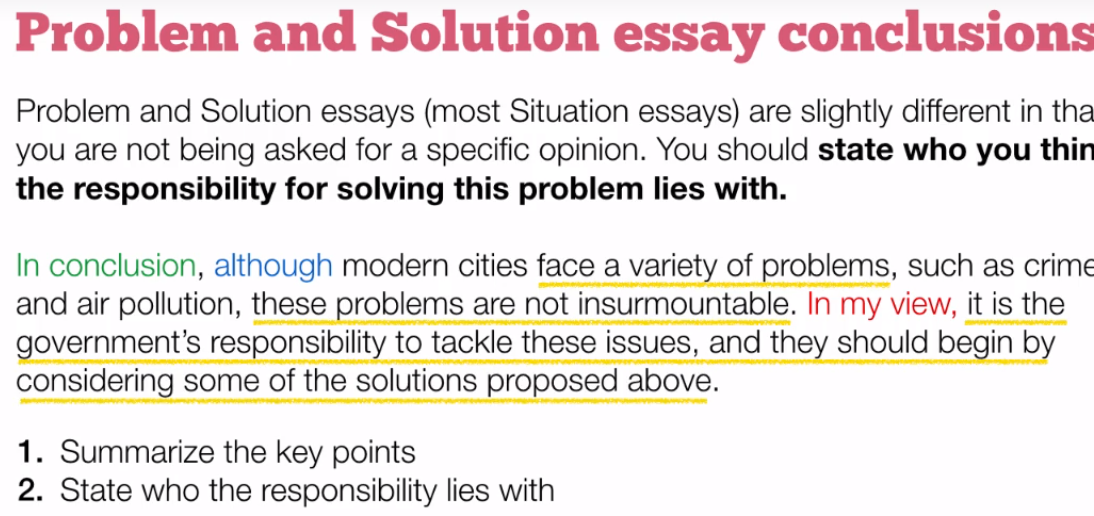 Problem and Solution essay conclusions
Problem and Solution essays (most Situation essays) are slightly different in tha
you are not being asked for a specific opinion. You should state who you thin
the responsibility for solving this problem lies with.
In conclusion, although modern cities face a variety of problems, such as crime
and air pollution, these problems are not insurmountable. In my view, it is the
government’s responsibility to tackle these issues, and they should begin by
considering some of the solutions proposed above.
1. Summarize the key points
2. State who the responsibility lies with